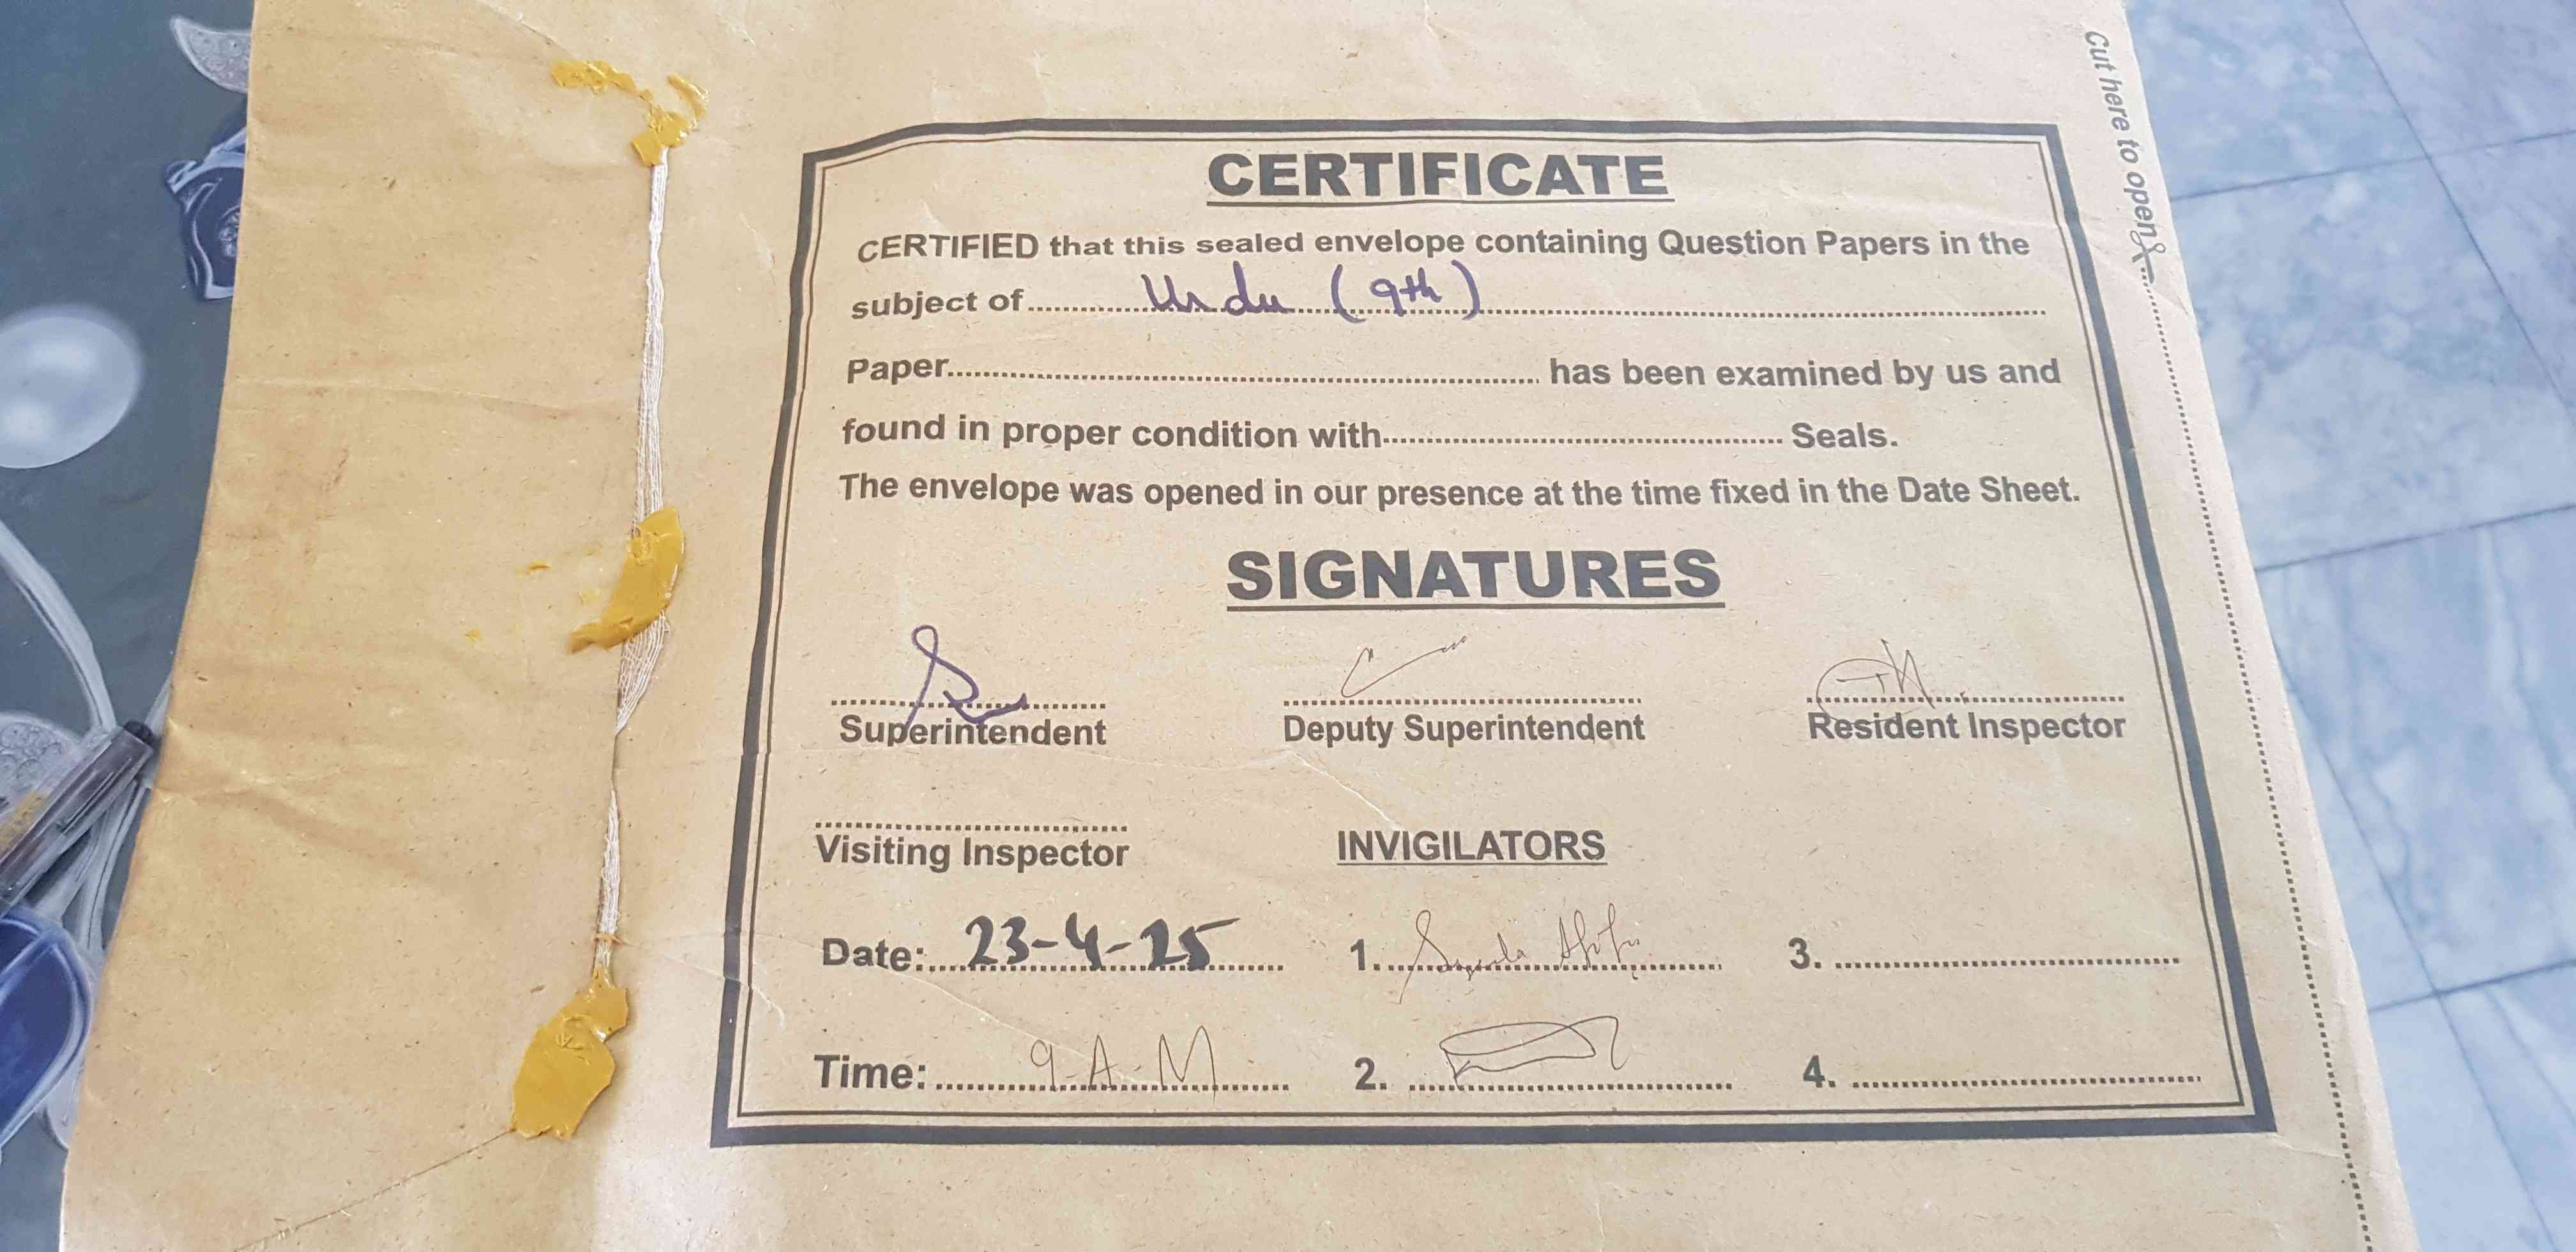 Cut here to open
CERTIFICATE
CERTIFIED that this sealed envelope containing Question Papers in the
subject of Urdu (9th)
Paper has been examined by us and
found in proper condition with Seals.
The envelope was opened in our presence at the time fixed in the Date Sheet.
SIGNATURES
Superintendent Deputy Superintendent Resident Inspector
Visiting Inspector INVIGILATORS
Date: 23-4-25 1. 3.
Time: 9-A-M 2. 4.